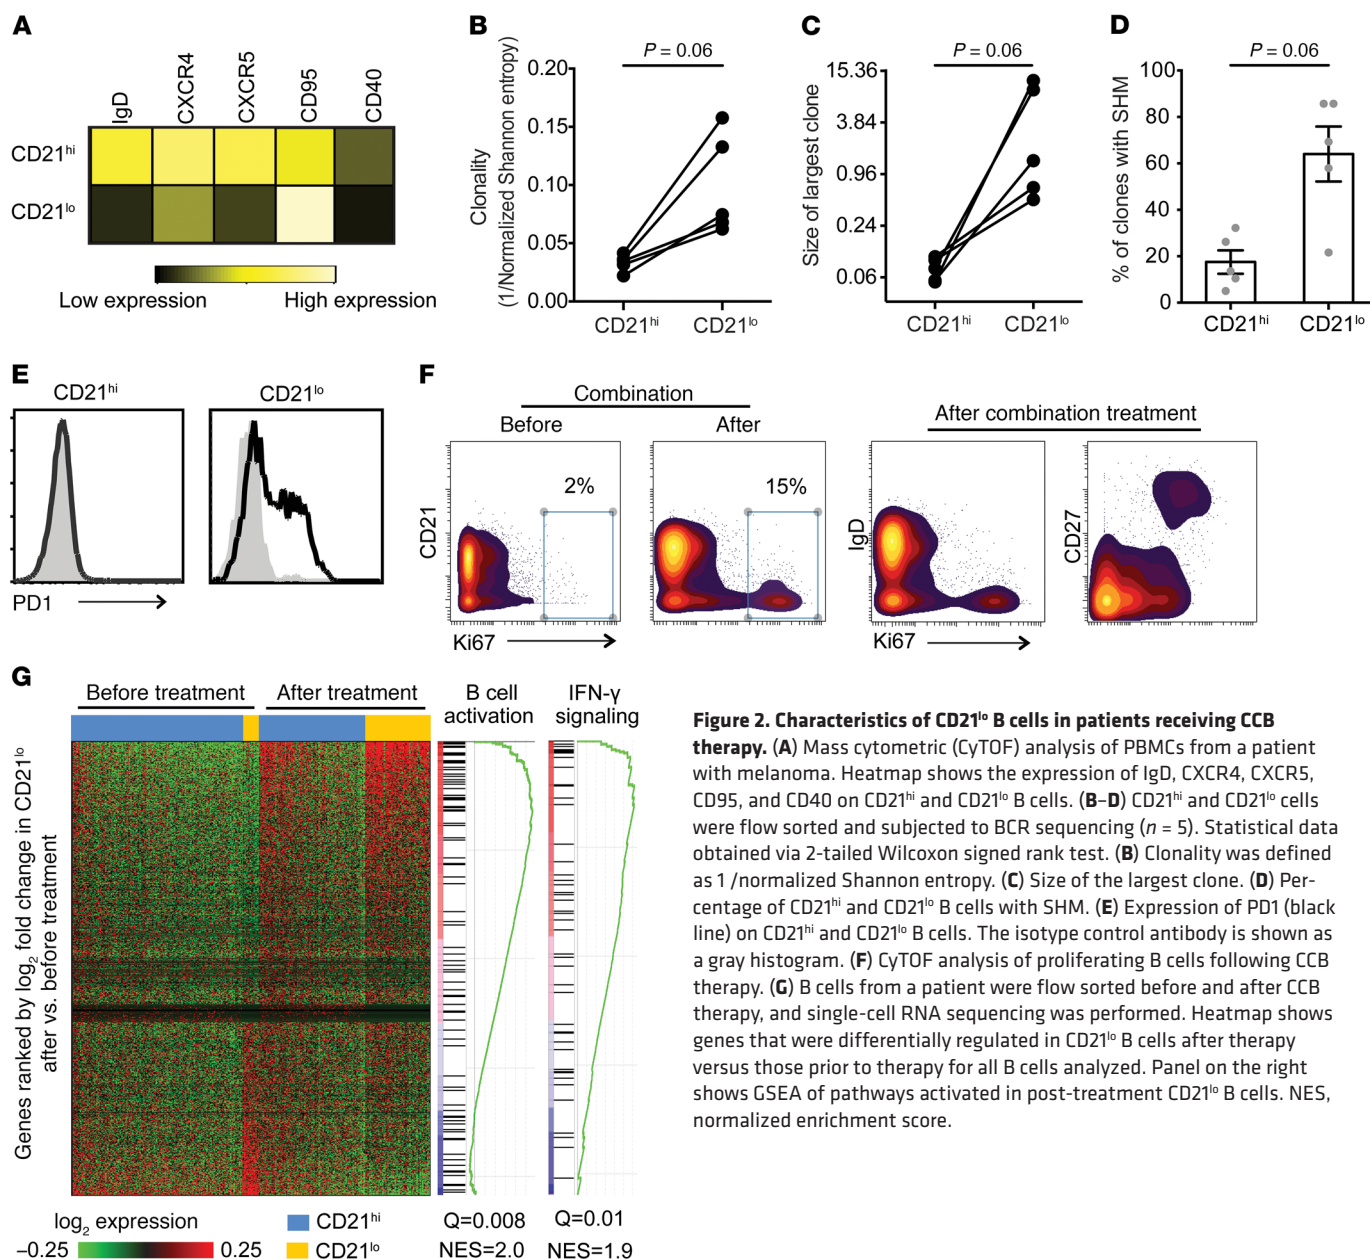 A
IgD
CXCR4
CXCR5
CD95
CD40
CD21hi
CD21lo
Low expression
High expression
B
P = 0.06
Clonality
(1/Normalized Shannon entropy)
0.20
0.15
0.10
0.05
0.00
CD21hi
CD21lo
C
P = 0.06
Size of largest clone
15.36
3.84
0.96
0.24
0.06
CD21hi
CD21lo
D
P = 0.06
% of clones with SHM
100
80
60
40
20
0
CD21hi
CD21lo
E
CD21hi
CD21lo
PD1
F
Combination
Before
After
After combination treatment
2%
15%
CD21
Ki67
IgD
Ki67
CD27
G
Before treatment
After treatment
B cell
activation
IFN-γ
signaling
Genes ranked by log2 fold change in CD21lo
after vs. before treatment
log2 expression
−0.25
0.25
CD21hi
CD21lo
Q=0.008
NES=2.0
Q=0.01
NES=1.9
Figure 2. Characteristics of CD21lo B cells in patients receiving CCB
therapy. (A) Mass cytometric (CyTOF) analysis of PBMCs from a patient
with melanoma. Heatmap shows the expression of IgD, CXCR4, CXCR5,
CD95, and CD40 on CD21hi and CD21lo B cells. (B–D) CD21hi and CD21lo cells
were flow sorted and subjected to BCR sequencing (n = 5). Statistical data
obtained via 2-tailed Wilcoxon signed rank test. (B) Clonality was defined
as 1 /normalized Shannon entropy. (C) Size of the largest clone. (D) Per-
centage of CD21hi and CD21lo B cells with SHM. (E) Expression of PD1 (black
line) on CD21hi and CD21lo B cells. The isotype control antibody is shown as
a gray histogram. (F) CyTOF analysis of proliferating B cells following CCB
therapy. (G) B cells from a patient were flow sorted before and after CCB
therapy, and single-cell RNA sequencing was performed. Heatmap shows
genes that were differentially regulated in CD21lo B cells after therapy
versus those prior to therapy for all B cells analyzed. Panel on the right
shows GSEA of pathways activated in post-treatment CD21lo B cells. NES,
normalized enrichment score.